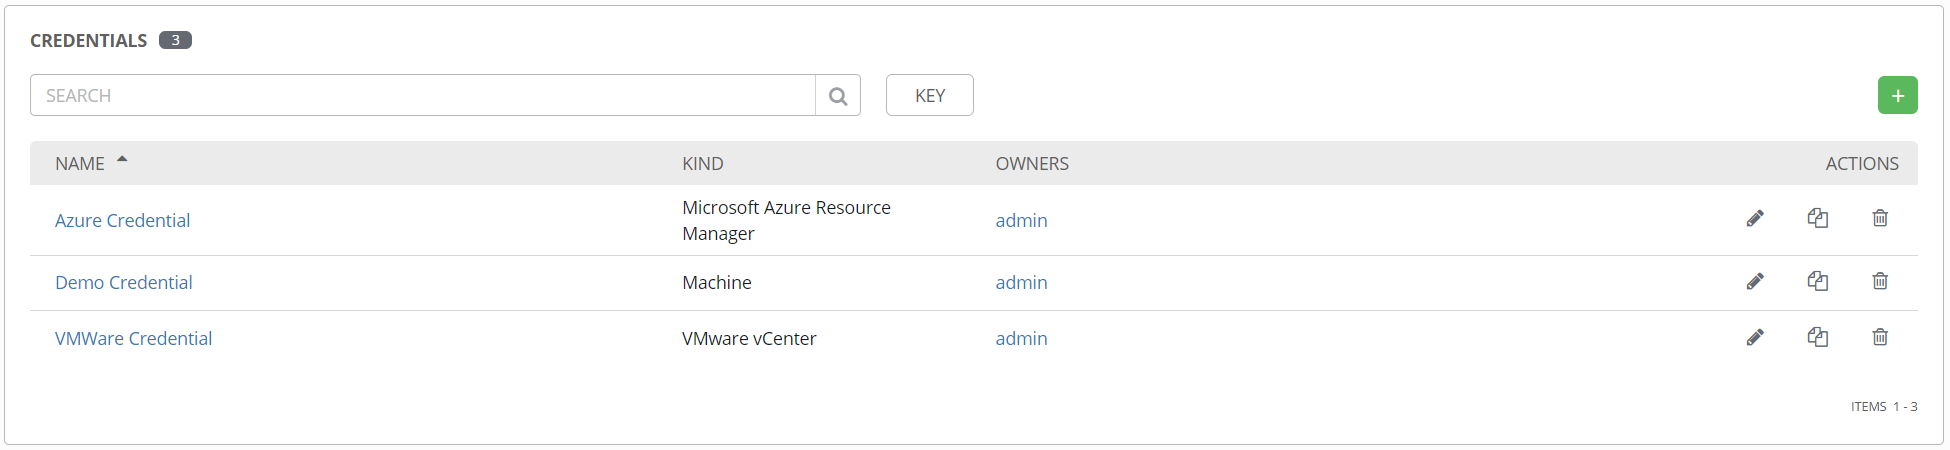 CREDENTIALS 3
SEARCH KEY +
NAME KIND OWNERS ACTIONS
Azure Credential Microsoft Azure Resource Manager admin
Demo Credential Machine admin
VMWare Credential VMware vCenter admin
ITEMS 1 - 3